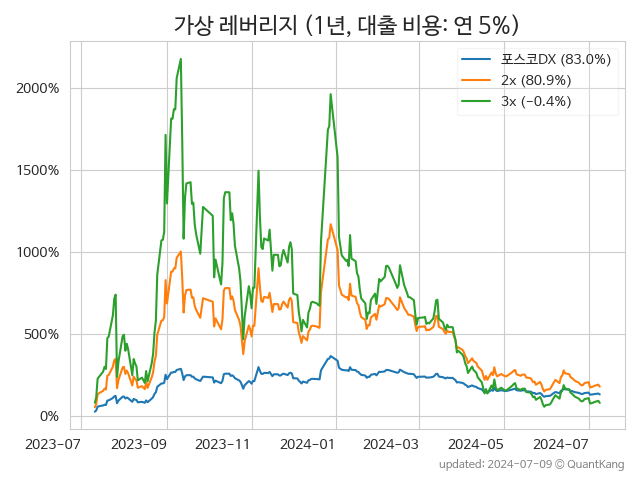 가상 레버리지 (1년, 대출 비용: 연 5%)
포스코DX (83.0%)
2x (80.9%)
3x (−0.4%)
2000%
1500%
1000%
500%
0%
2023-07 2023-09 2023-11 2024-01 2024-03 2024-05 2024-07
updated: 2024-07-09 © QuantKang